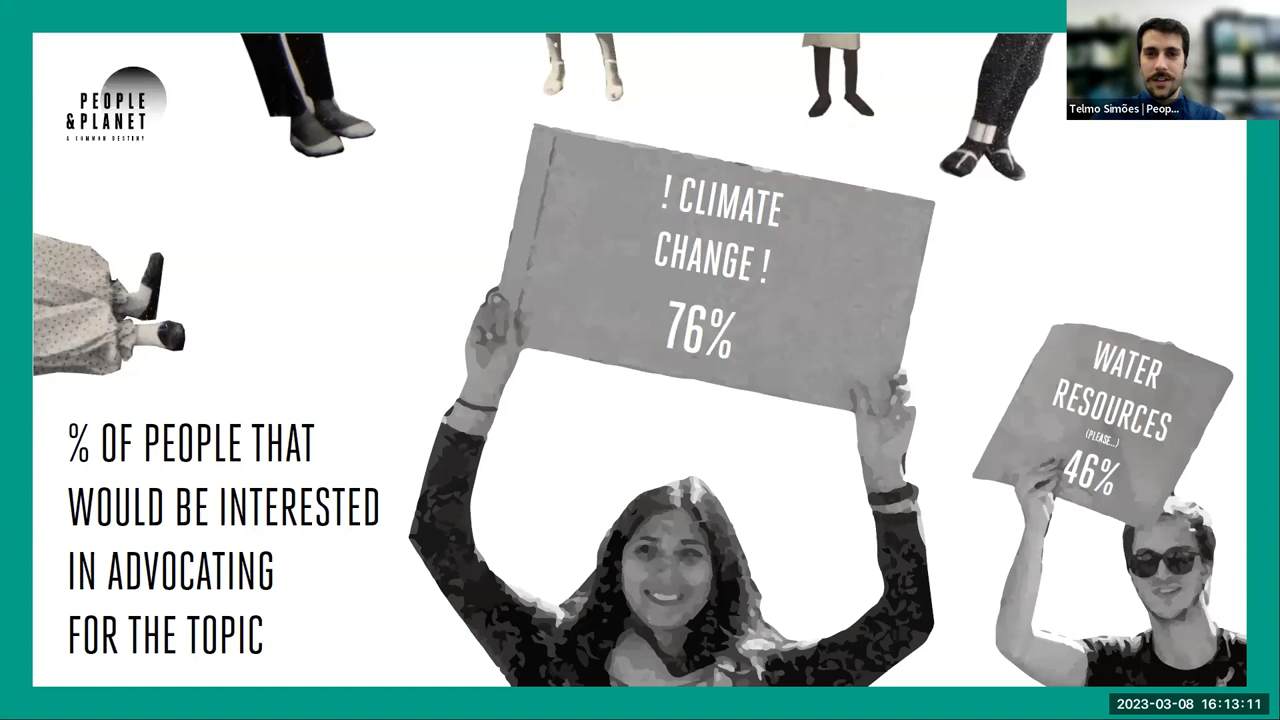 PEOPLE
&PLANET
A COMMON DESTINY
Telmo Simões | Peop...
! CLIMATE
CHANGE !
76%
WATER
RESOURCES
(PLEASE...)
46%
% OF PEOPLE THAT
WOULD BE INTERESTED
IN ADVOCATING
FOR THE TOPIC
2023-03-08 16:13:11